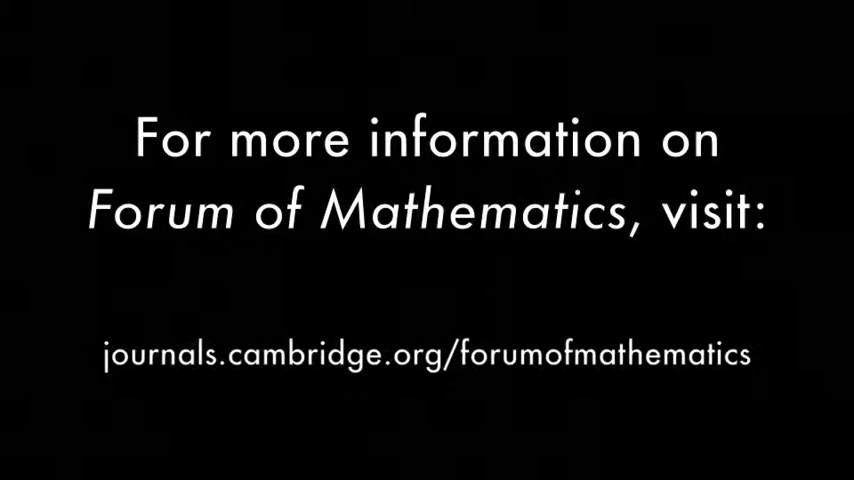 For more information on
Forum of Mathematics, visit:
journals.cambridge.org/forumofmathematics